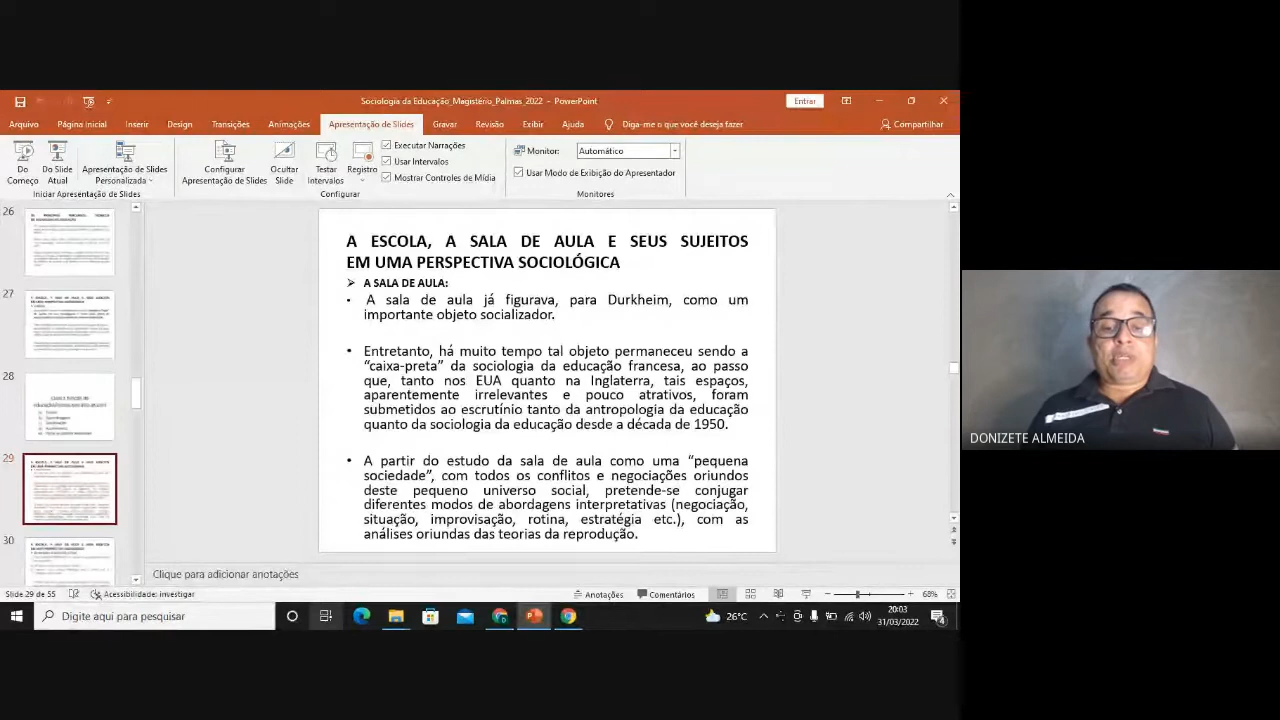 Sociologia da Educação_Magistério_Palmas_2022 - PowerPoint
Entrar
Arquivo Página Inicial Inserir Design Transições Animações Apresentação de Slides Gravar Revisão Exibir Ajuda Diga-me o que você deseja fazer Compartilhar
Do Começo
Do Slide Atual
Apresentação de Slides Personalizada
Iniciar Apresentação de Slides
Configurar Apresentação de Slides
Ocultar Slide
Testar Intervalos
Registro
Executar Narrações
Usar Intervalos
Mostrar Controles de Mídia
Configurar
Monitor: Automático
Usar Modo de Exibição do Apresentador
Monitores
26
27
28
29
30
A ESCOLA, A SALA DE AULA E SEUS SUJEITOS
EM UMA PERSPECTIVA SOCIOLÓGICA
➢ A SALA DE AULA:
• A sala de aula já figurava, para Durkheim, como um
importante objeto socializador.
• Entretanto, há muito tempo tal objeto permaneceu sendo a
“caixa-preta” da sociologia da educação francesa, ao passo
que, tanto nos EUA quanto na Inglaterra, tais espaços,
aparentemente irrelevantes e pouco atrativos, foram
submetidos ao escrutínio tanto da antropologia da educação
quanto da sociologia da educação desde a década de 1950.
• A partir do estudo da sala de aula como uma “pequena
sociedade”, com todos os conflitos e negociações oriundos
deste pequeno universo social, pretende-se conjugar
diferentes modos de abordagens interpretativas (negociação,
situação, improvisação, rotina, estratégia etc.), com as
análises oriundas das teorias da reprodução.
Clique para adicionar anotações
Slide 29 de 55 Acessibilidade: investigar Anotações Comentários 68%
Digite aqui para pesquisar
26°C
20:03
31/03/2022
4
DONIZETE ALMEIDA